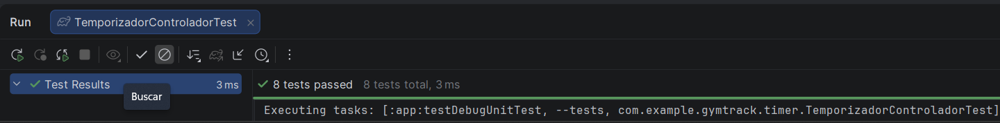 Run TemporizadorControladorTest
Test Results 3 ms 8 tests passed 8 tests total, 3 ms
Buscar
Executing tasks: [:app:testDebugUnitTest, --tests, com.example.gymtrack.timer.TemporizadorControladorTest]